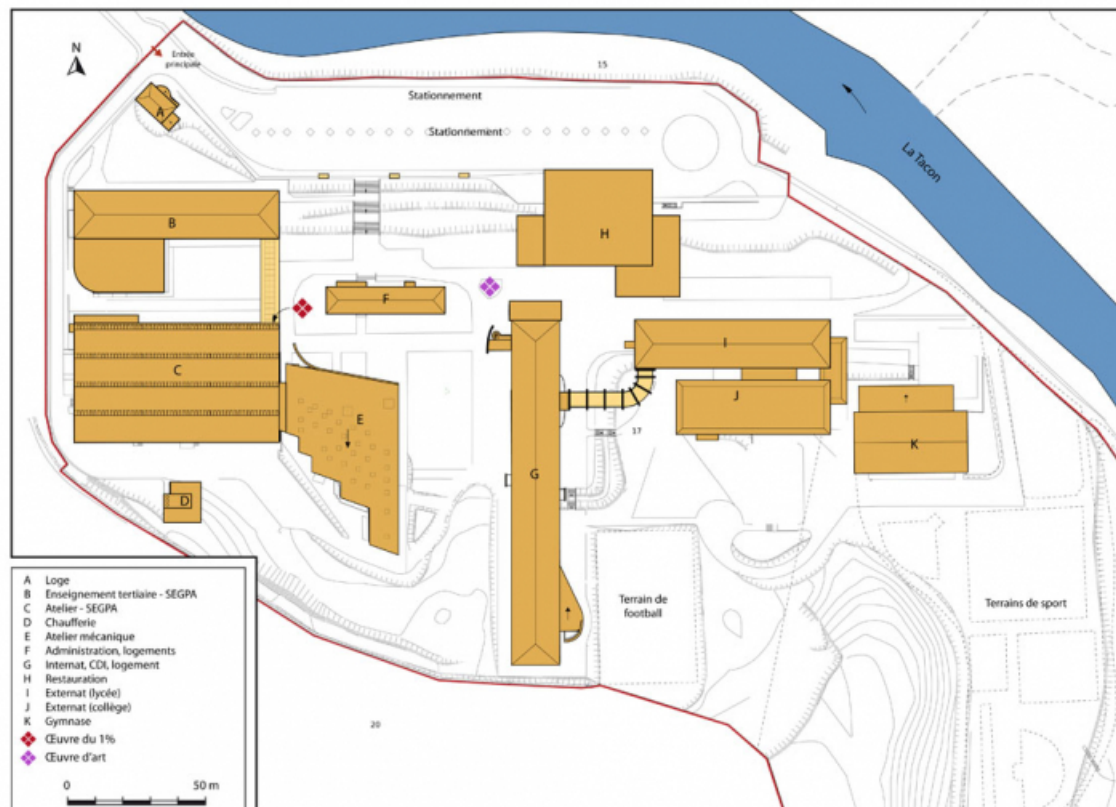 N
Entrée
principale
15
Stationnement
Stationnement
La Tacon
A
B
H
F
I
C
J
E
K
17
G
D
Terrain de
football
Terrains de sport
20
A Loge
B Enseignement tertiaire - SEGPA
C Atelier - SEGPA
D Chaufferie
E Atelier mécanique
F Administration, logements
G Internat, CDI, logement
H Restauration
I Externat (lycée)
J Externat (collège)
K Gymnase
Œuvre du 1%
Œuvre d'art
0 50 m